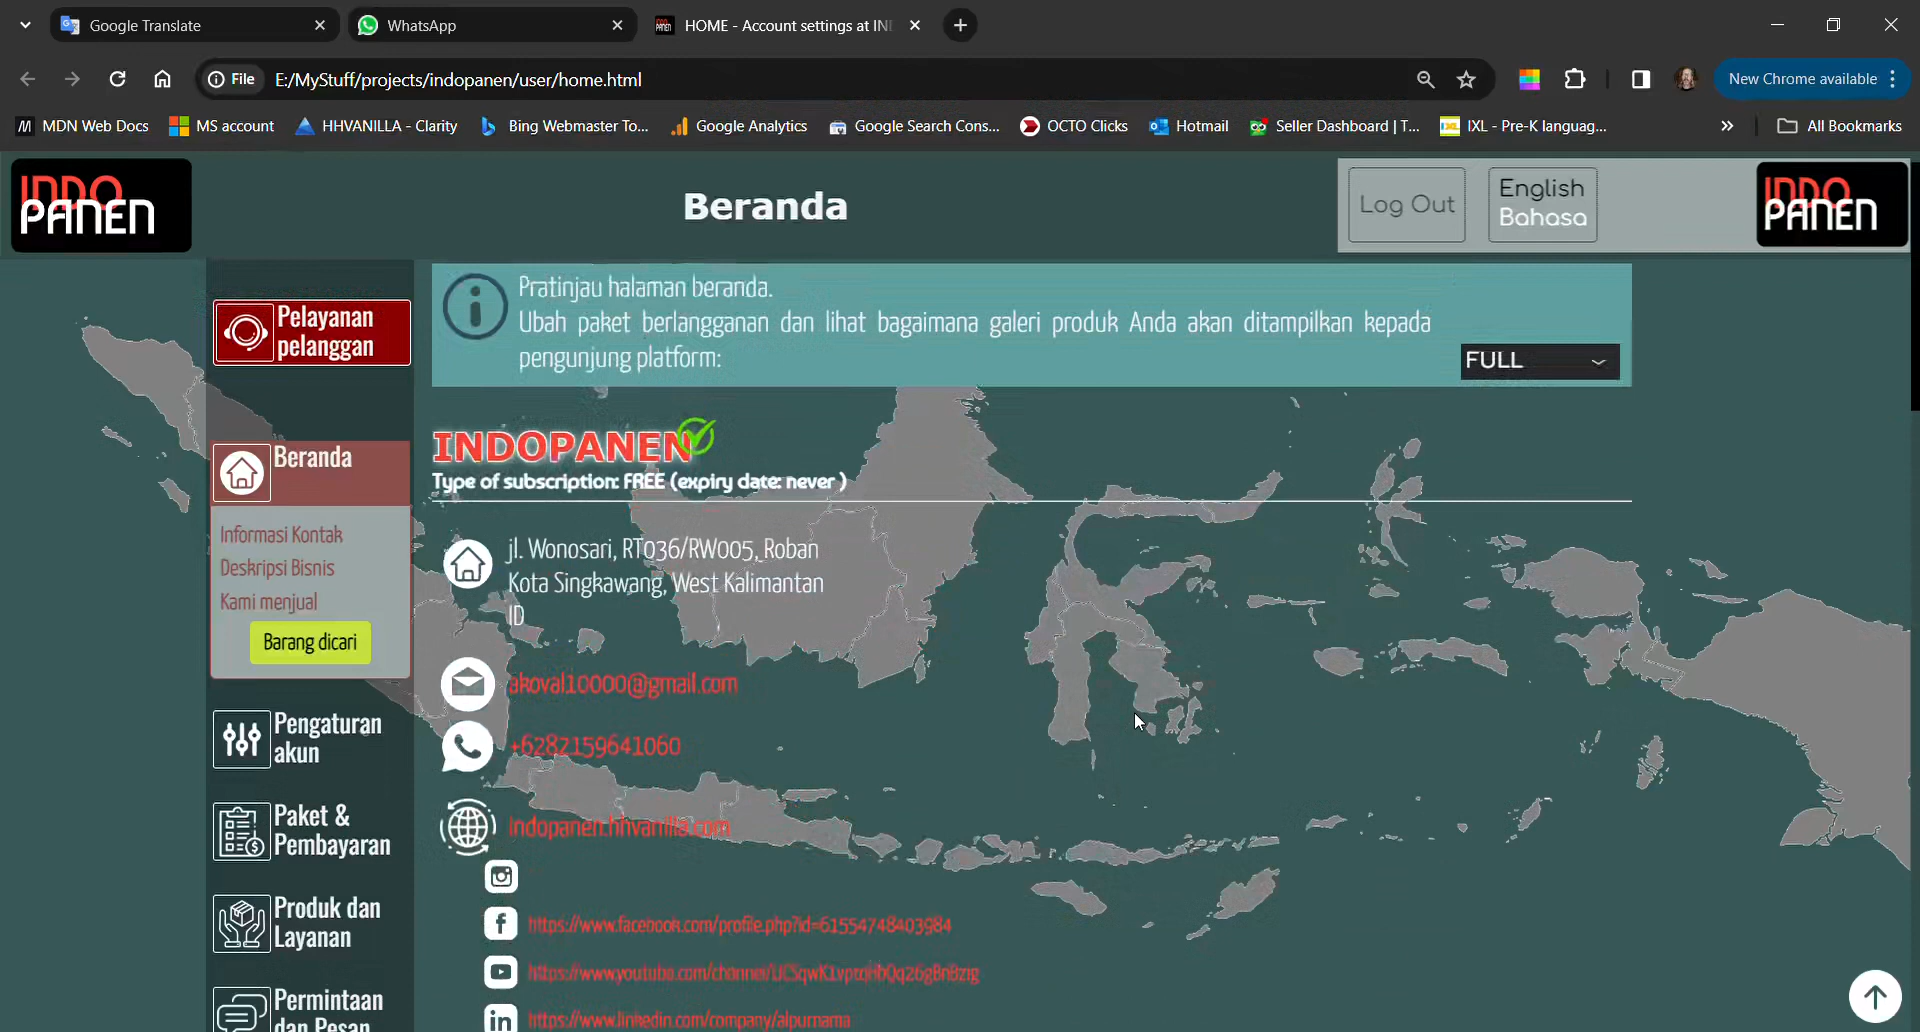 Google Translate
WhatsApp
HOME - Account settings at IN
File
E:/MyStuff/projects/indopanen/user/home.html
New Chrome available
MDN Web Docs
MS account
HHVANILLA - Clarity
Bing Webmaster To...
Google Analytics
Google Search Cons...
OCTO Clicks
Hotmail
Seller Dashboard | T...
IXL - Pre-K languag...
All Bookmarks
INDO
PANEN
Beranda
Log Out
English
Bahasa
INDO
PANEN
Pelayanan
pelanggan
Beranda
Informasi Kontak
Deskripsi Bisnis
Kami menjual
Barang dicari
Pengaturan
akun
Paket &
Pembayaran
Produk dan
Layanan
Permintaan
dan Pesan
Pratinjau halaman beranda.
Ubah paket berlangganan dan lihat bagaimana galeri produk Anda akan ditampilkan kepada
pengunjung platform:
FULL
INDOPANEN
Type of subscription: FREE (expiry date: never )
jl. Wonosari, RT036/RW005, Roban
Kota Singkawang, West Kalimantan
ID
akoval10000@gmail.com
+6282159641060
indopanen.hhvanilla.com
https://www.facebook.com/profile.php?id=61554748403984
https://www.linkedin.com/company/alpurnama